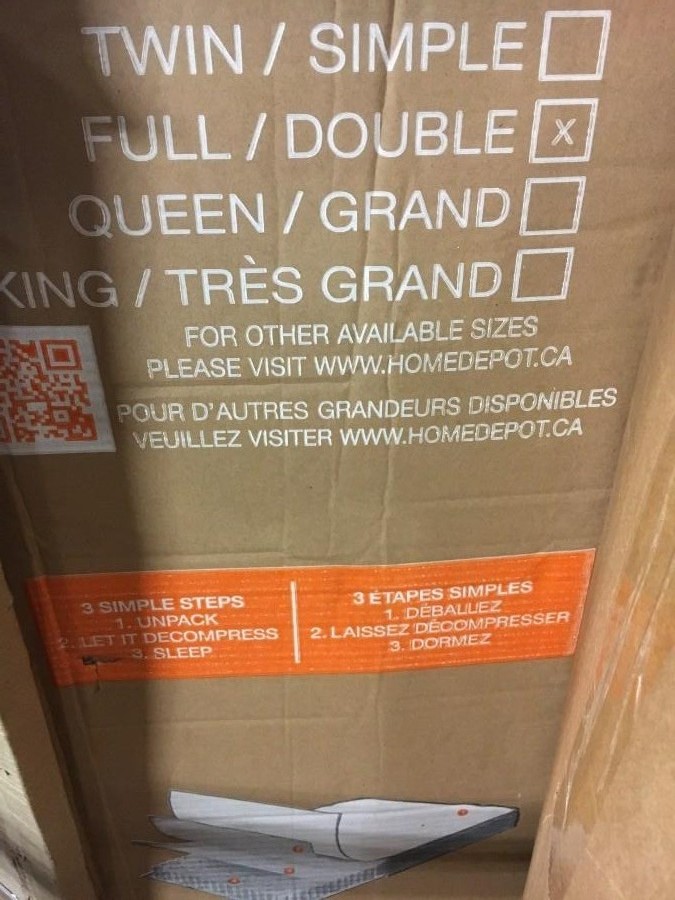 TWIN / SIMPLE
FULL / DOUBLE X
QUEEN / GRAND
KING / TRÈS GRAND
FOR OTHER AVAILABLE SIZES
PLEASE VISIT WWW.HOMEDEPOT.CA
POUR D'AUTRES GRANDEURS DISPONIBLES
VEUILLEZ VISITER WWW.HOMEDEPOT.CA
3 SIMPLE STEPS
1. UNPACK
2. LET IT DECOMPRESS
3. SLEEP
3 ÉTAPES SIMPLES
1. DÉBALLEZ
2. LAISSEZ DÉCOMPRESSER
3. DORMEZ